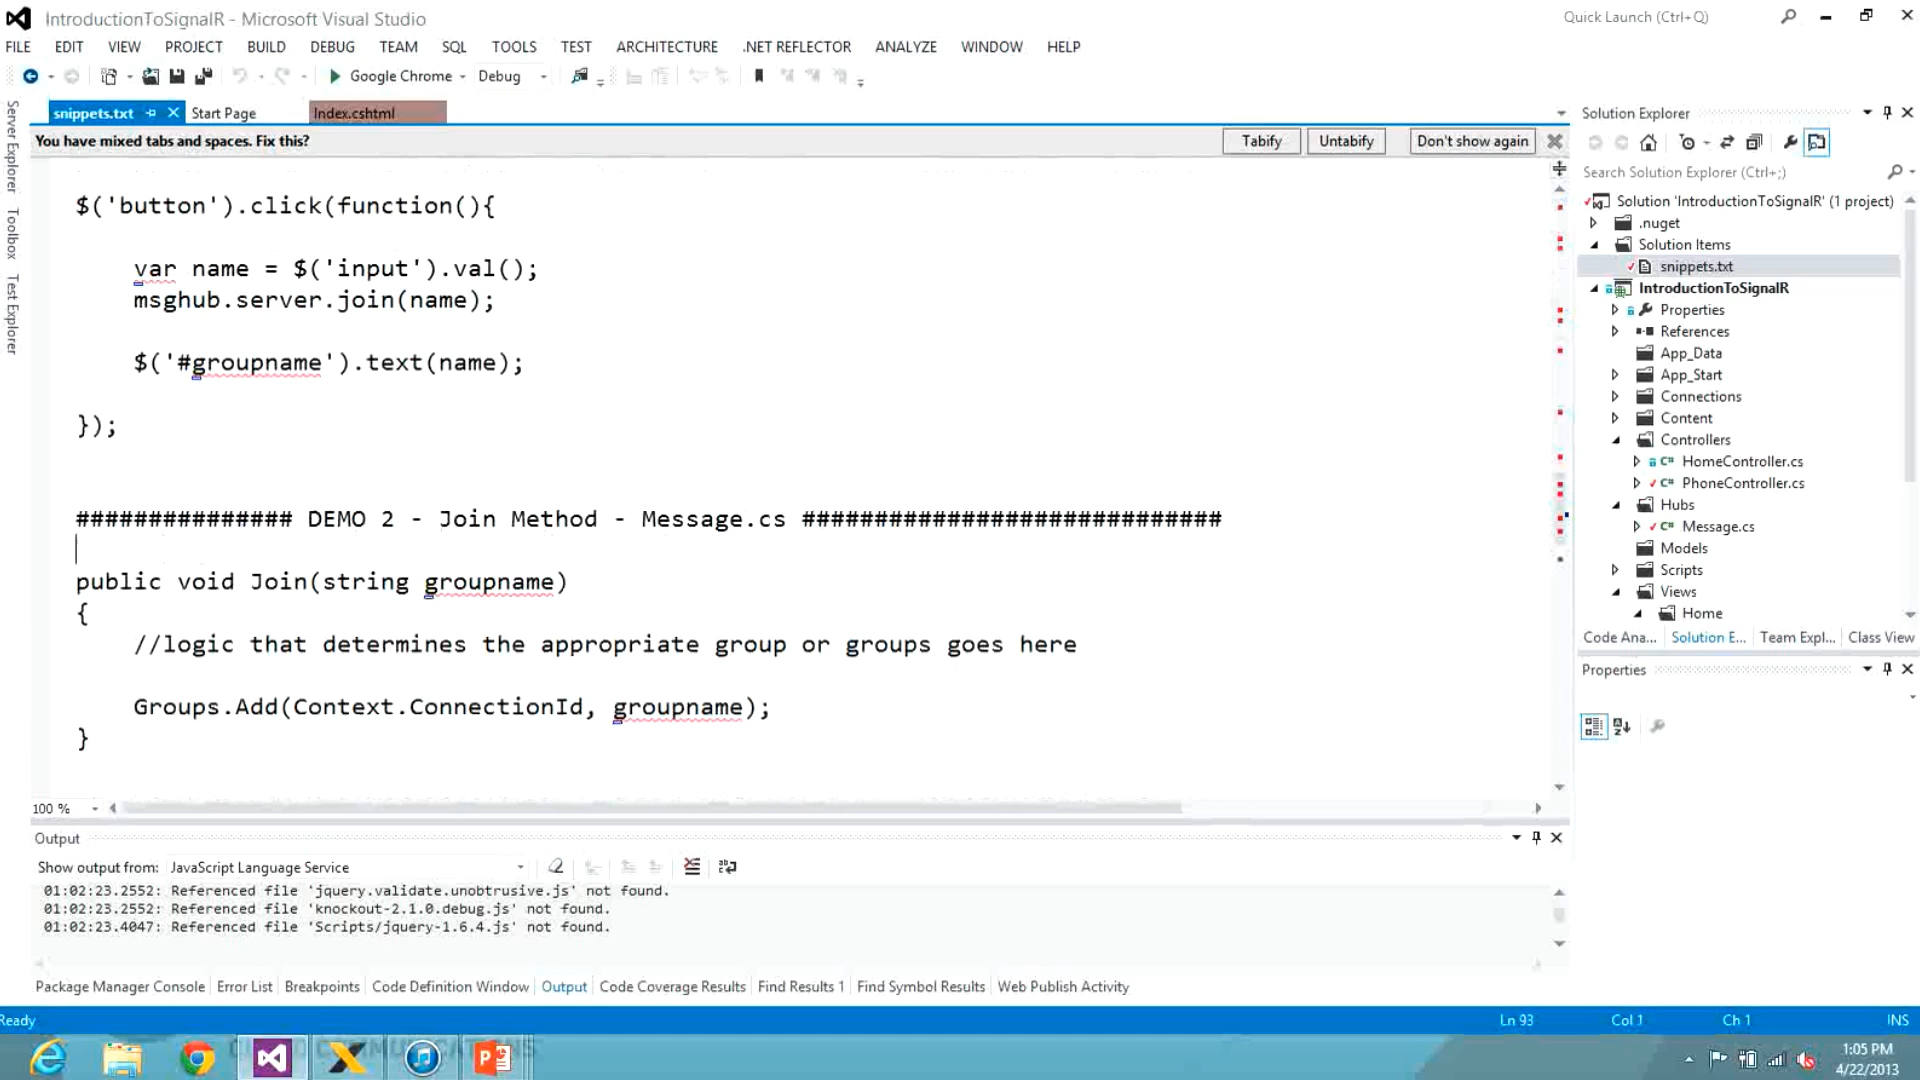 IntroductionToSignalR - Microsoft Visual Studio
Quick Launch (Ctrl+Q)
FILE EDIT VIEW PROJECT BUILD DEBUG TEAM SQL TOOLS TEST ARCHITECTURE .NET REFLECTOR ANALYZE WINDOW HELP
Google Chrome Debug
Server Explorer
Toolbox
Test Explorer
snippets.txt Start Page Index.cshtml
You have mixed tabs and spaces. Fix this? Tabify Untabify Don't show again
$('button').click(function(){
var name = $('input').val();
msghub.server.join(name);
$('#groupname').text(name);
});
############### DEMO 2 - Join Method - Message.cs #############################
public void Join(string groupname)
{
//logic that determines the appropriate group or groups goes here
Groups.Add(Context.ConnectionId, groupname);
}
100 %
Output
Show output from: JavaScript Language Service
01:02:23.2552: Referenced file 'jquery.validate.unobtrusive.js' not found.
01:02:23.2552: Referenced file 'knockout-2.1.0.debug.js' not found.
01:02:23.4047: Referenced file 'Scripts/jquery-1.6.4.js' not found.
Package Manager Console Error List Breakpoints Code Definition Window Output Code Coverage Results Find Results 1 Find Symbol Results Web Publish Activity
Solution Explorer
Search Solution Explorer (Ctrl+;)
Solution 'IntroductionToSignalR' (1 project)
.nuget
Solution Items
snippets.txt
IntroductionToSignalR
Properties
References
App_Data
App_Start
Connections
Content
Controllers
C# HomeController.cs
C# PhoneController.cs
Hubs
C# Message.cs
Models
Scripts
Views
Home
Code Ana... Solution E... Team Expl... Class View
Properties
Ready Ln 93 Col 1 Ch 1 INS
1:05 PM
4/22/2013